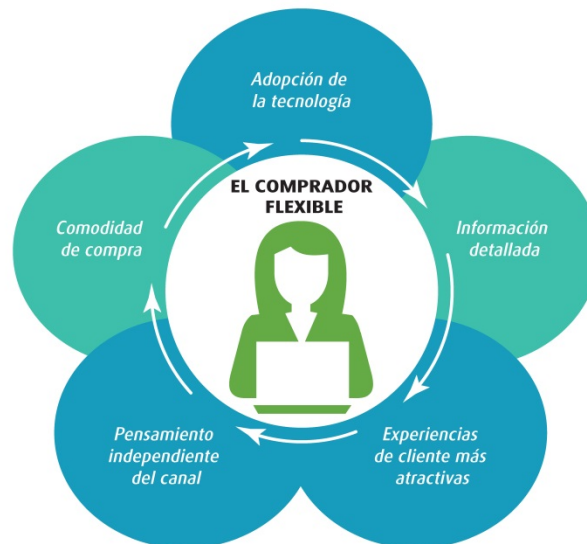 Adopción de
la tecnología
EL COMPRADOR
FLEXIBLE
Información
detallada
Experiencias
de cliente más
atractivas
Pensamiento
independiente
del canal
Comodidad
de compra